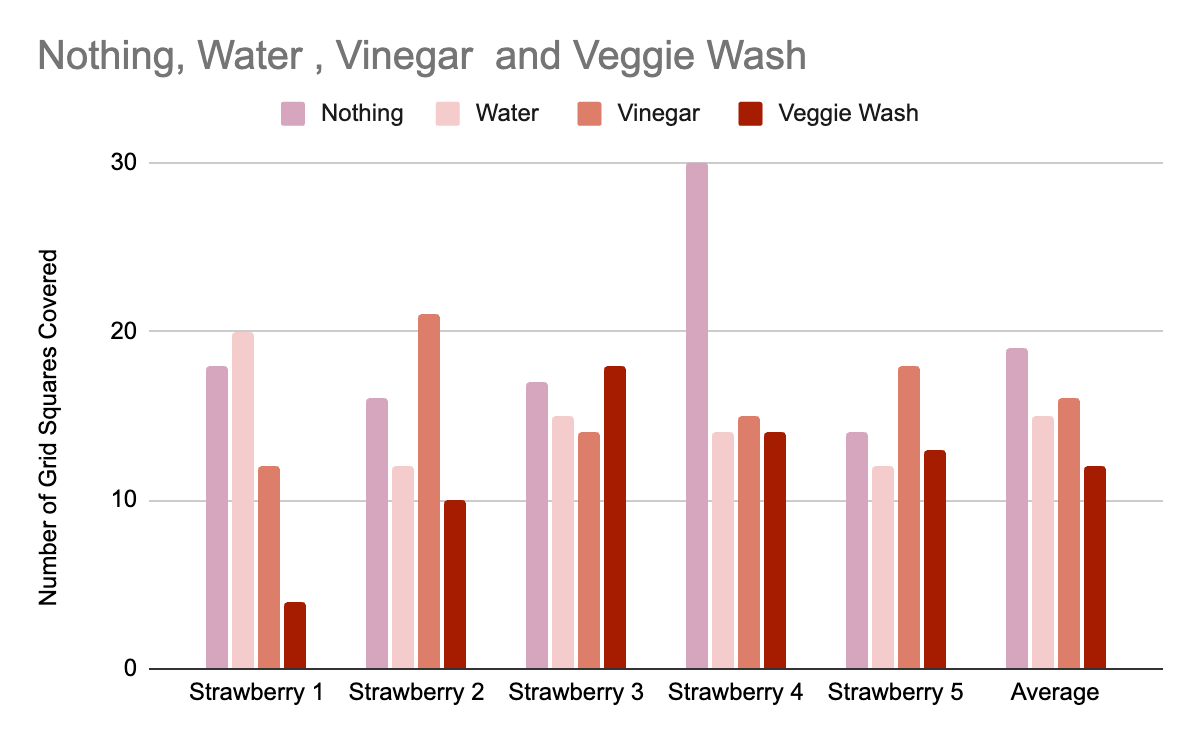 Nothing, Water , Vinegar  and Veggie Wash
Nothing Water Vinegar Veggie Wash
Number of Grid Squares Covered
30
20
10
0
Strawberry 1 Strawberry 2 Strawberry 3 Strawberry 4 Strawberry 5 Average